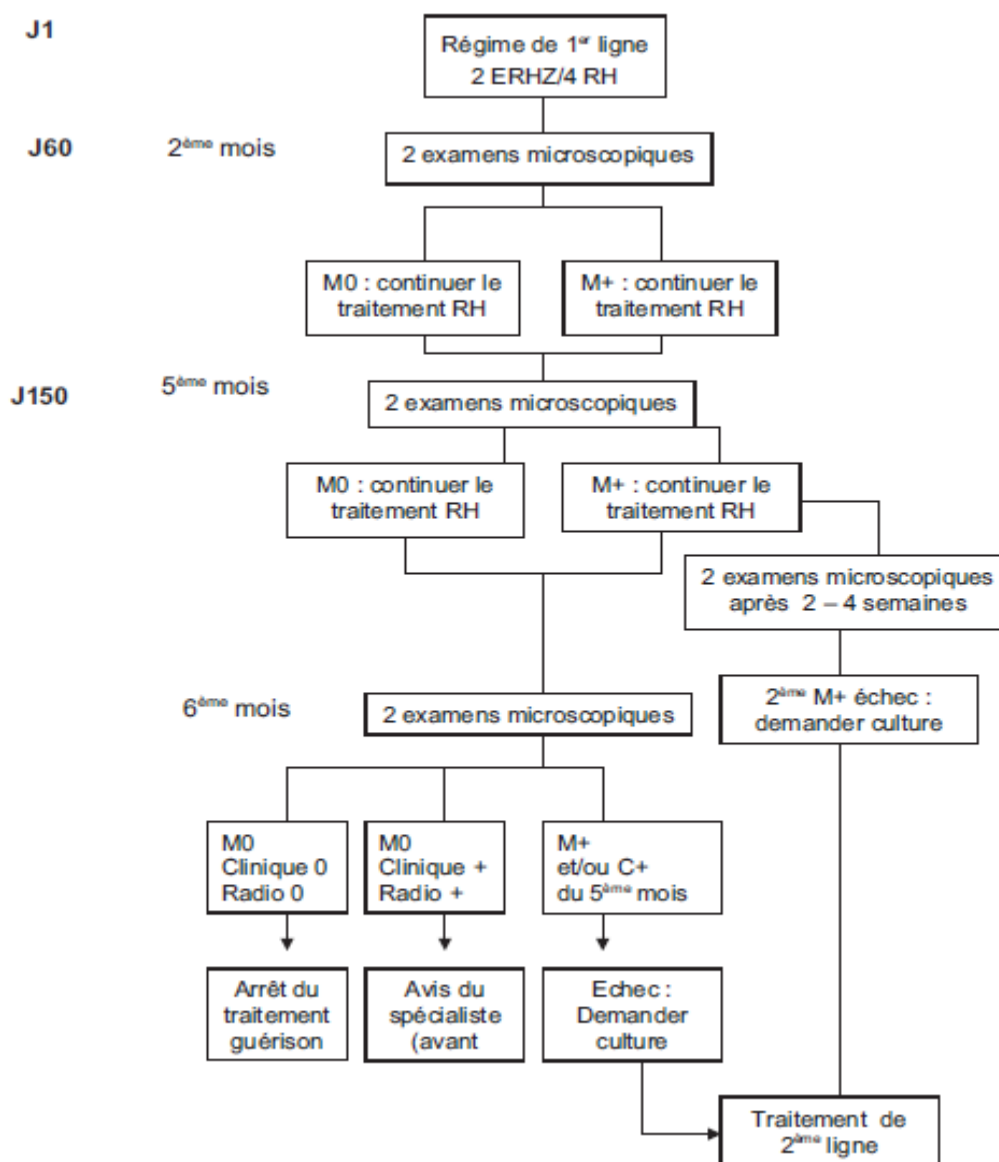 J1
Régime de 1er ligne
2 ERHZ/4 RH
J60
2ème mois
2 examens microscopiques
M0 : continuer le
traitement RH
M+ : continuer le
traitement RH
J150
5ème mois
2 examens microscopiques
M0 : continuer le
traitement RH
M+ : continuer le
traitement RH
2 examens microscopiques
après 2 – 4 semaines
6ème mois
2 examens microscopiques
2ème M+ échec :
demander culture
M0
Clinique 0
Radio 0
M0
Clinique +
Radio +
M+
et/ou C+
du 5ème mois
Arrêt du
traitement
guérison
Avis du
spécialiste
(avant
Echec :
Demander
culture
Traitement de
2ème ligne